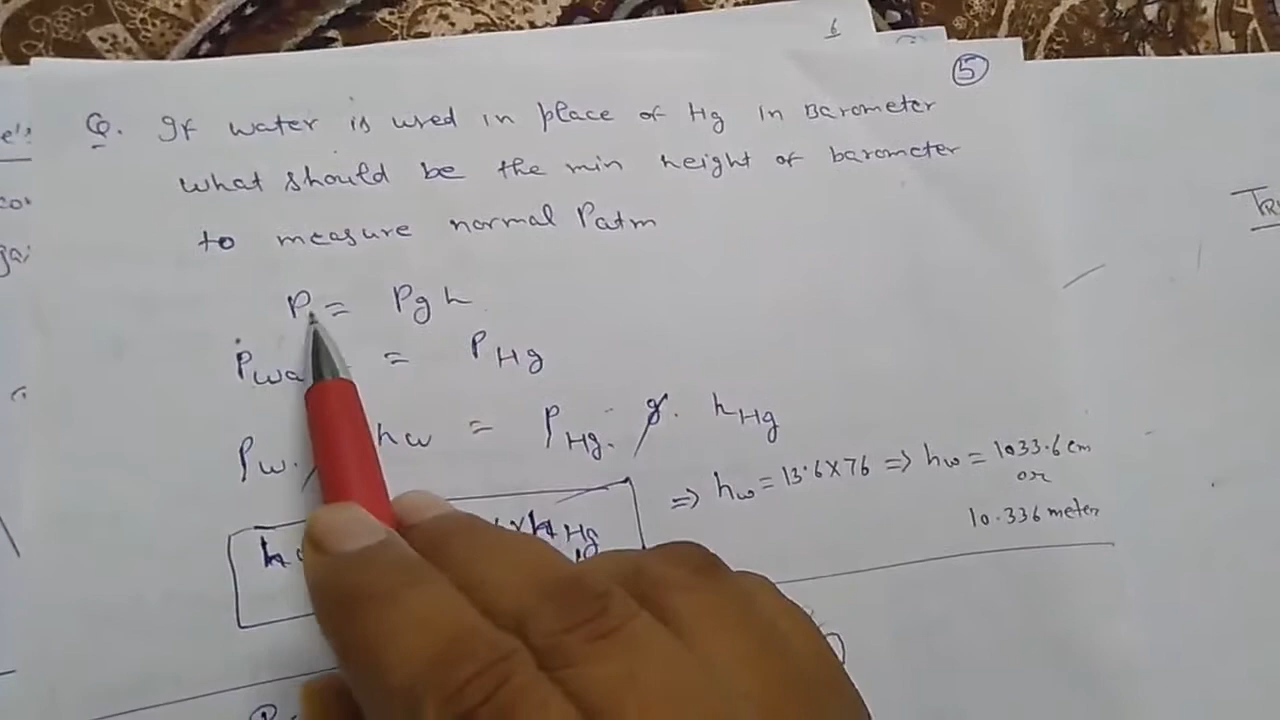 6
5
Q. If water is used in place of Hg in Barometer
what should be the min height of barometer
to measure normal Patm
P = ρgh
Pwa = PHg
ρw. hw = ρHg. g. hHg
⇒ hw = 13.6×76 ⇒ hw = 1033.6 cm
or
10.336 meter
h ×hHg